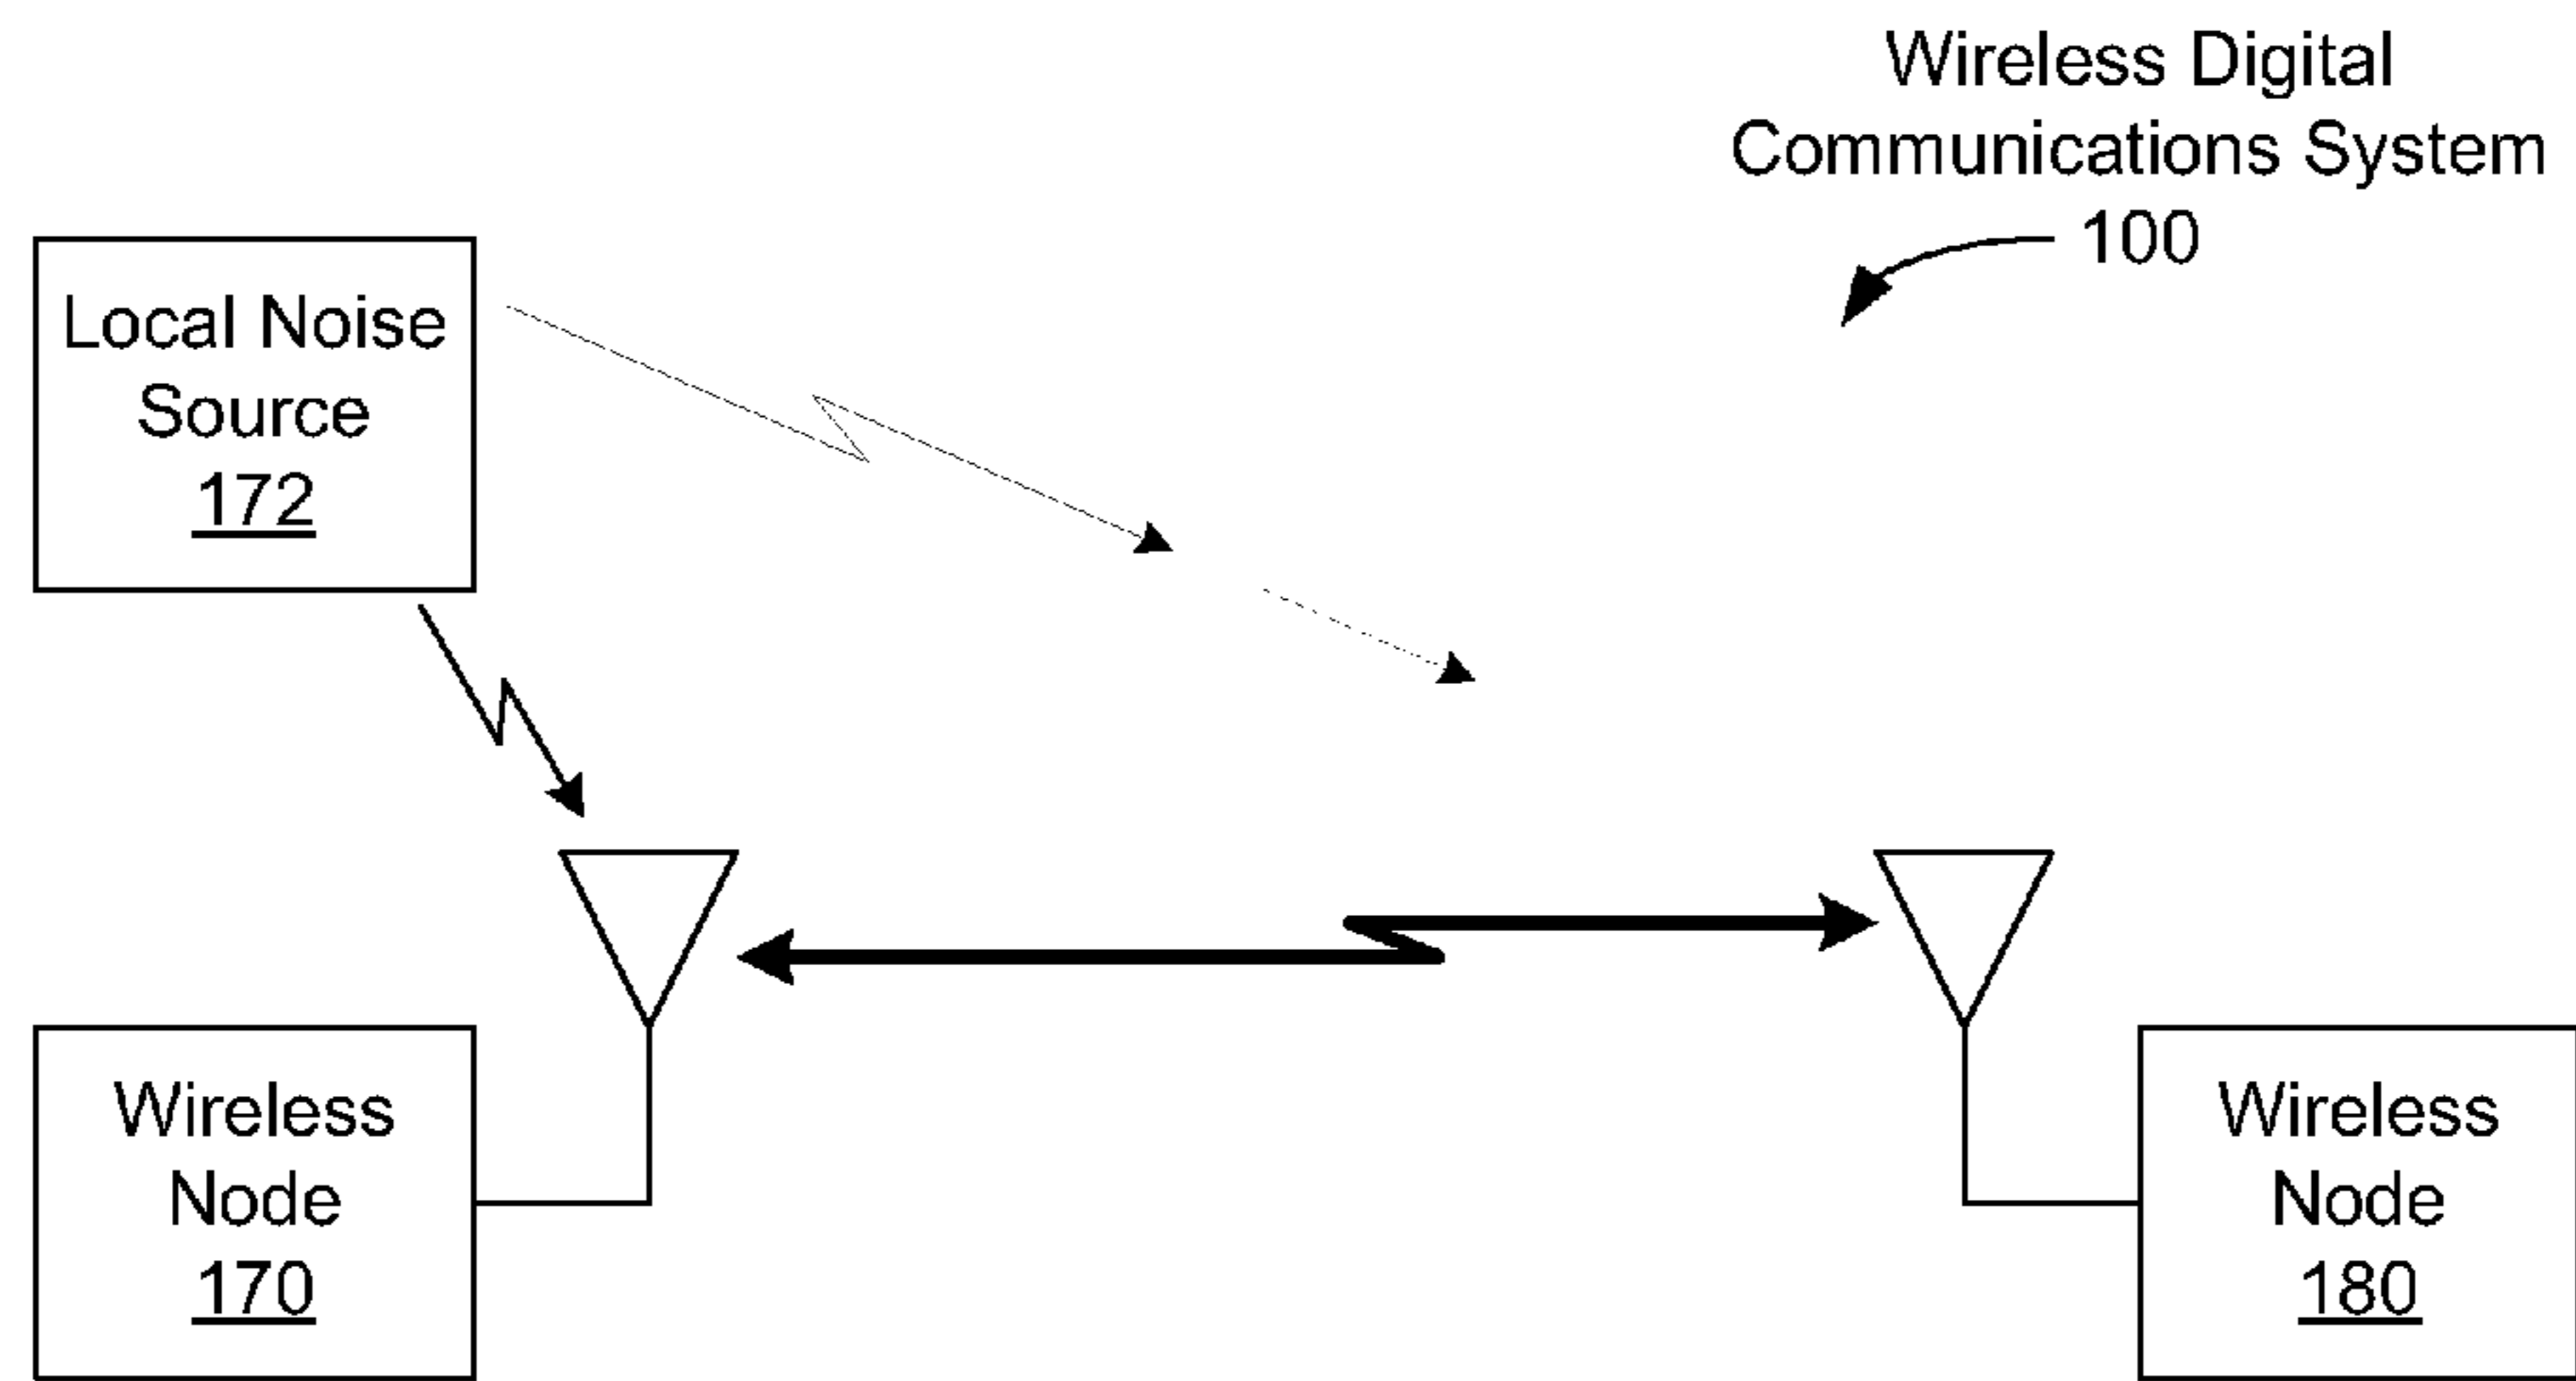 Wireless Digital
Communications System
100
Local Noise
Source
172
Wireless
Node
170
Wireless
Node
180